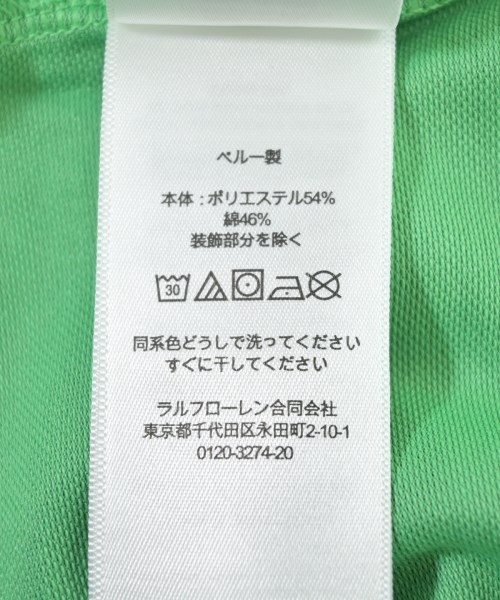 ペルー製
本体：ポリエステル54%
綿46%
装飾部分を除く
30
同系色どうしで洗ってください
すぐに干してください
ラルフローレン合同会社
東京都千代田区永田町2-10-1
0120-3274-20